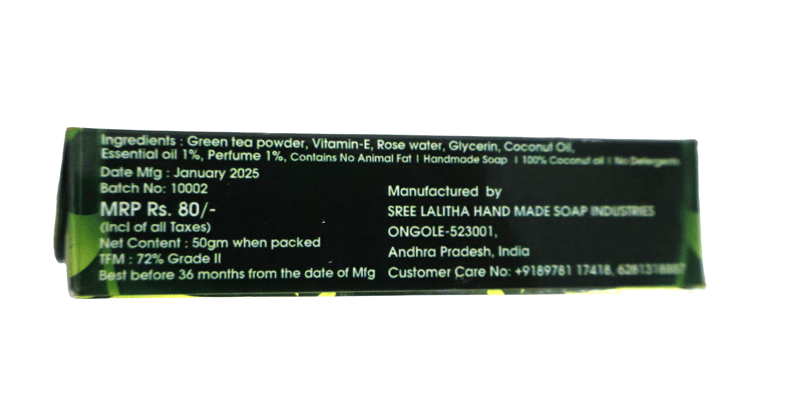 Ingredients : Green tea powder, Vitamin-E, Rose water, Glycerin, Coconut Oil,
Essential oil 1%, Perfume 1%, Contains No Animal Fat I Handmade Soap I 100% Coconut oil I No Detergents
Date Mfg : January 2025
Batch No: 10002
MRP Rs. 80/-
(Incl of all Taxes)
Net Content : 50gm when packed
TFM : 72% Grade II
Best before 36 months from the date of Mfg
Manufactured by
SREE LALITHA HAND MADE SOAP INDUSTRIES
ONGOLE-523001,
Andhra Pradesh, India
Customer Care No: +9189781 17418,